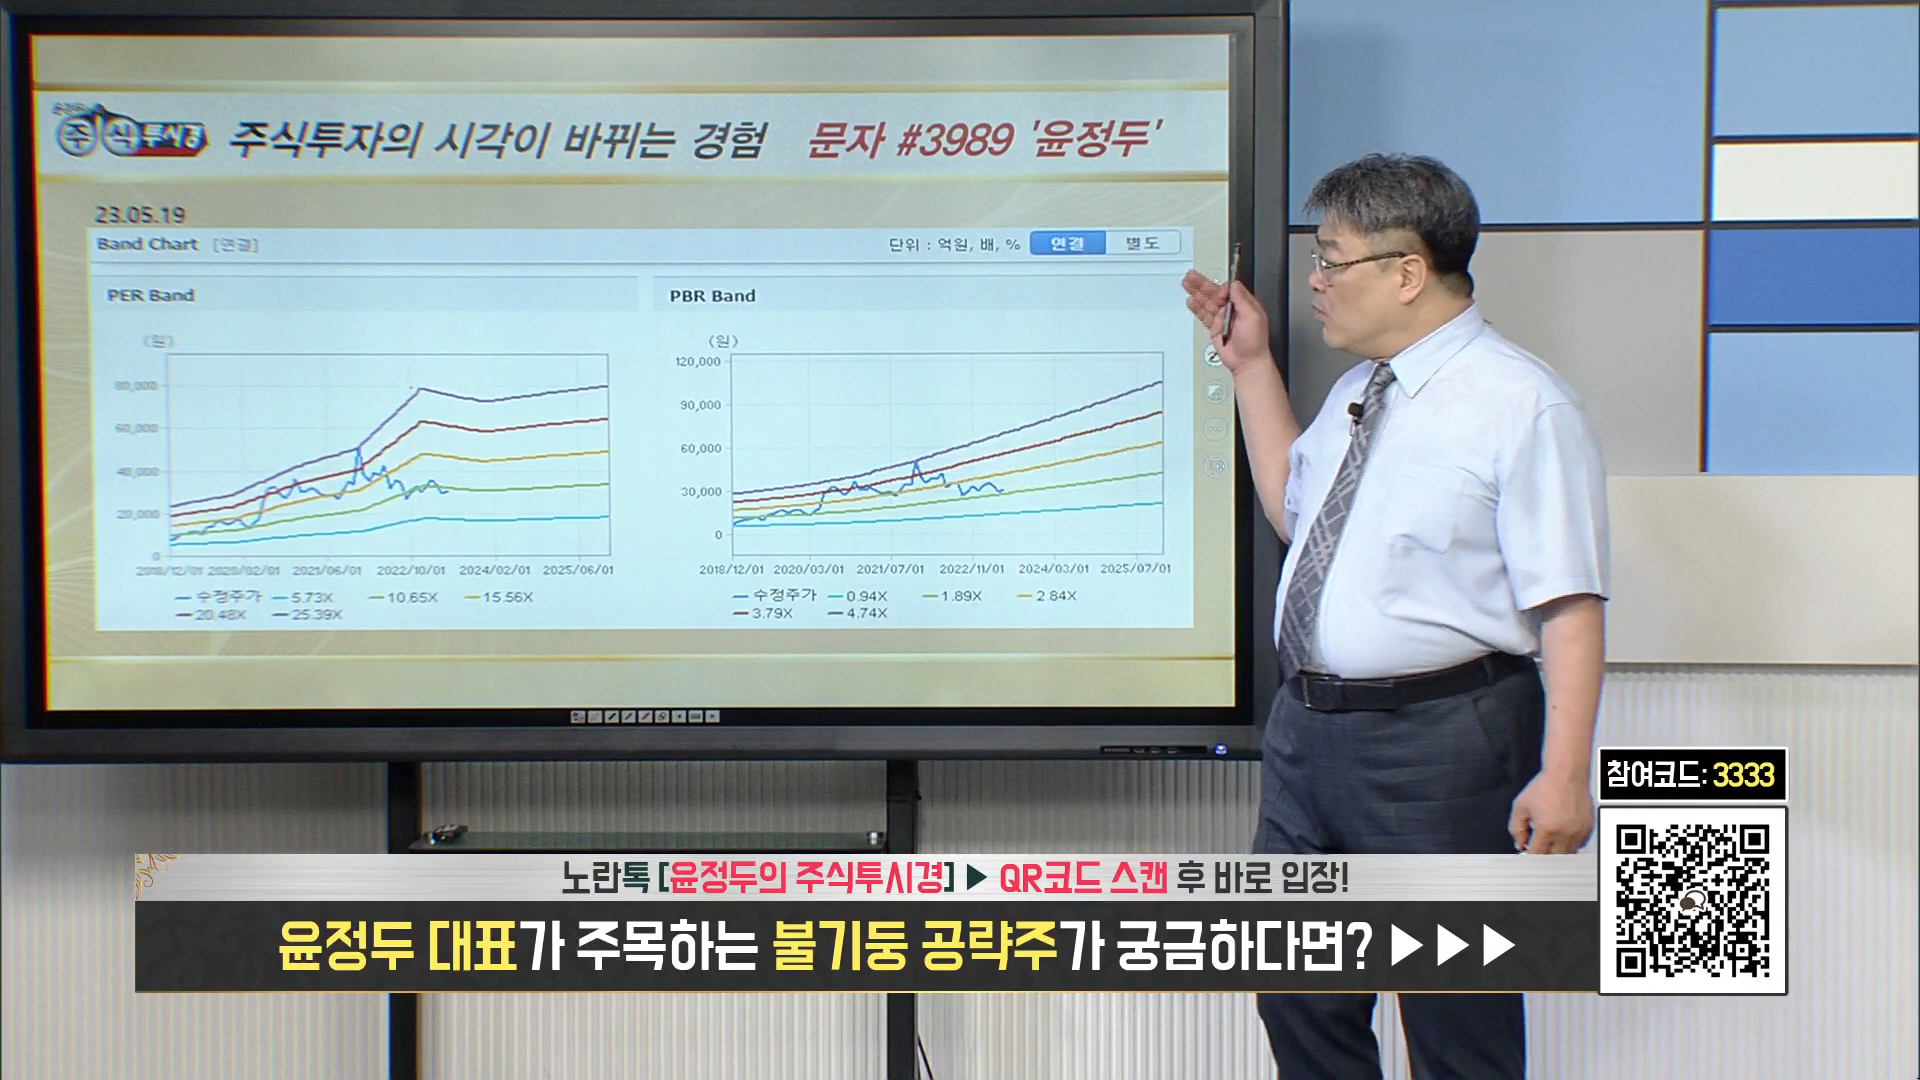 주식투시경 주식투자의 시각이 바뀌는 경험 문자 #3989 '윤정두'
23.05.19
Band Chart [연결] 단위 : 억원, 배, % 연결 별도
PER Band
(원)
80,000
60,000
40,000
20,000
0
2018/12/01 2020/02/01 2021/06/01 2022/10/01 2024/02/01 2025/06/01
수정주가 5.73X 10.65X 15.56X
20.48X 25.39X
PBR Band
(원)
120,000
90,000
60,000
30,000
0
2018/12/01 2020/03/01 2021/07/01 2022/11/01 2024/03/01 2025/07/01
수정주가 0.94X 1.89X 2.84X
3.79X 4.74X
참여코드: 3333
노란톡 [윤정두의 주식투시경] ▶ QR코드 스캔 후 바로 입장!
윤정두 대표가 주목하는 불기둥 공략주가 궁금하다면? ▶▶▶